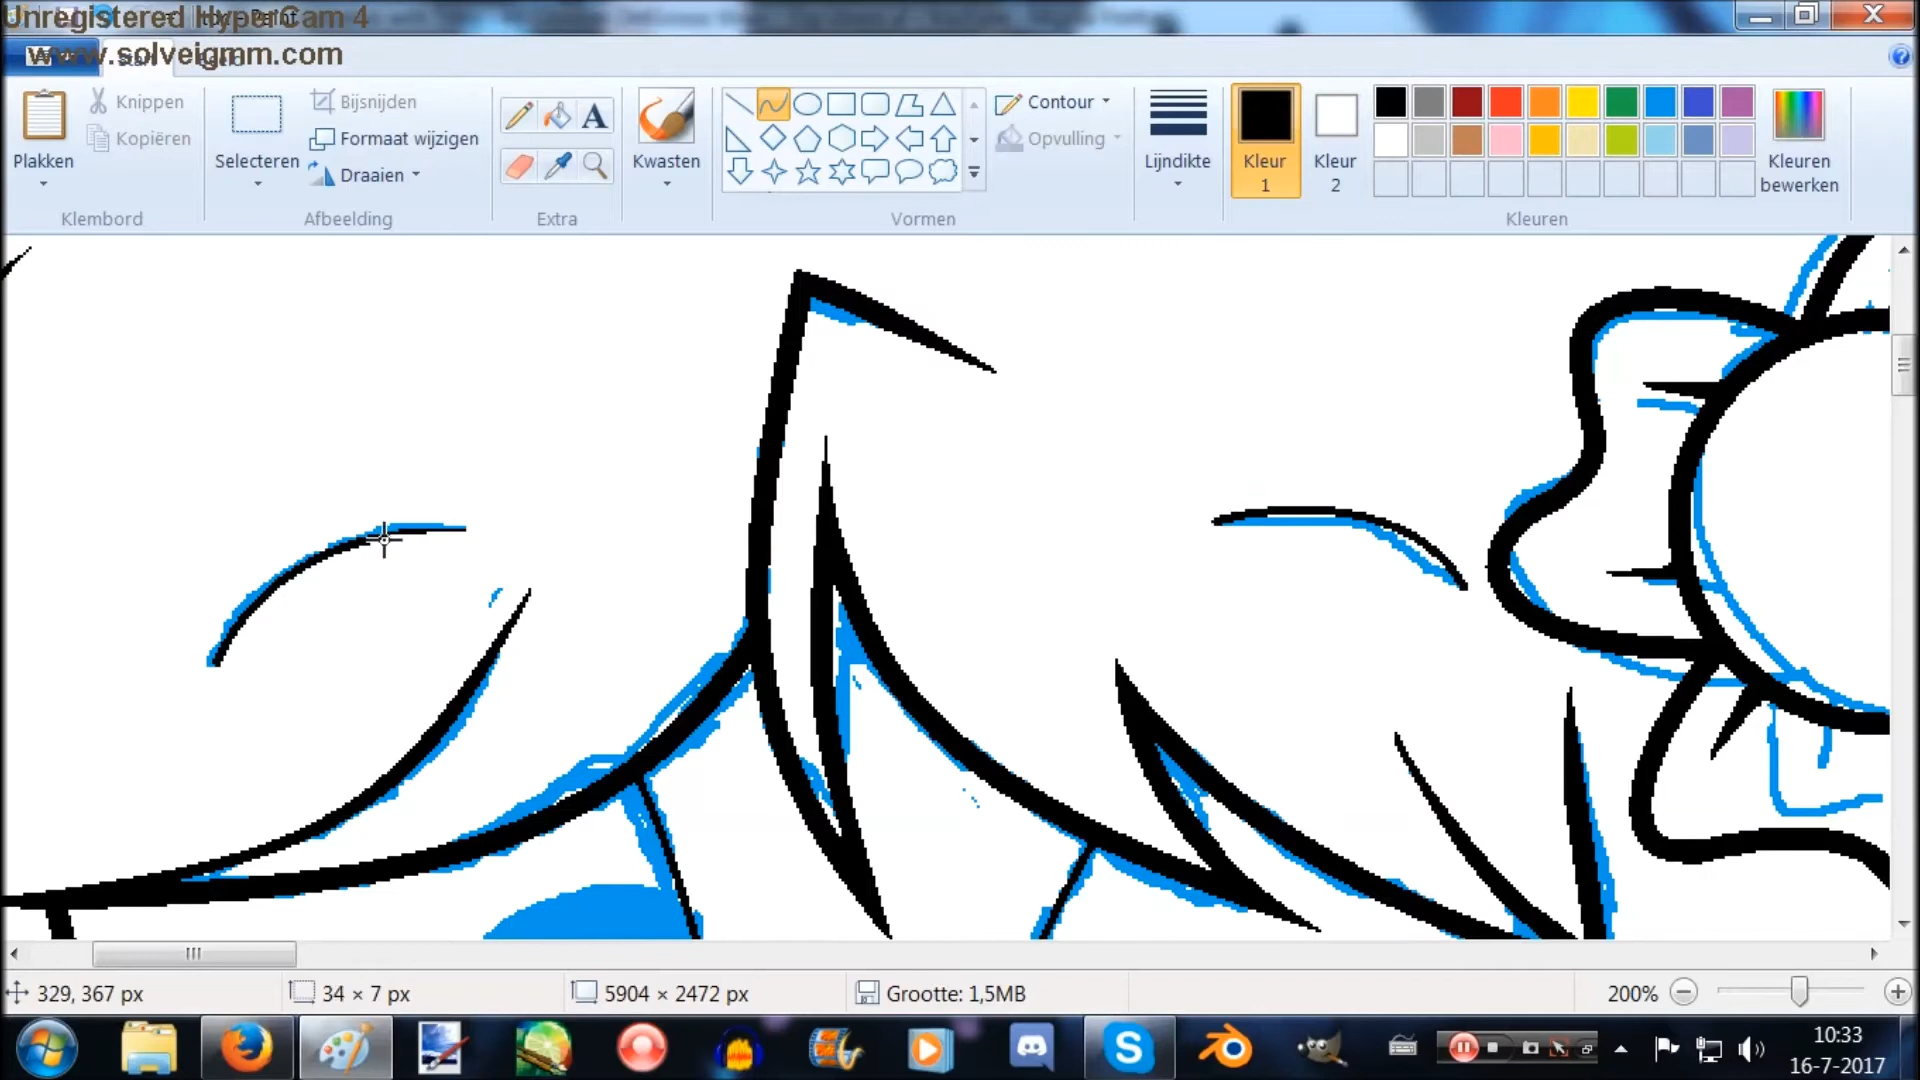 Unregistered HyperCam 4
- Paint
www.solveigmm.com
Plakken
Knippen
Kopiëren
Klembord
Selecteren
Bijsnijden
Formaat wijzigen
Draaien
Afbeelding
A
Extra
Kwasten
Vormen
Contour
Opvulling
Lijndikte
Kleur
1
Kleur
2
Kleuren
Kleuren
bewerken
329, 367 px
34 × 7 px
5904 × 2472 px
Grootte: 1,5MB
200%
10:33
16-7-2017